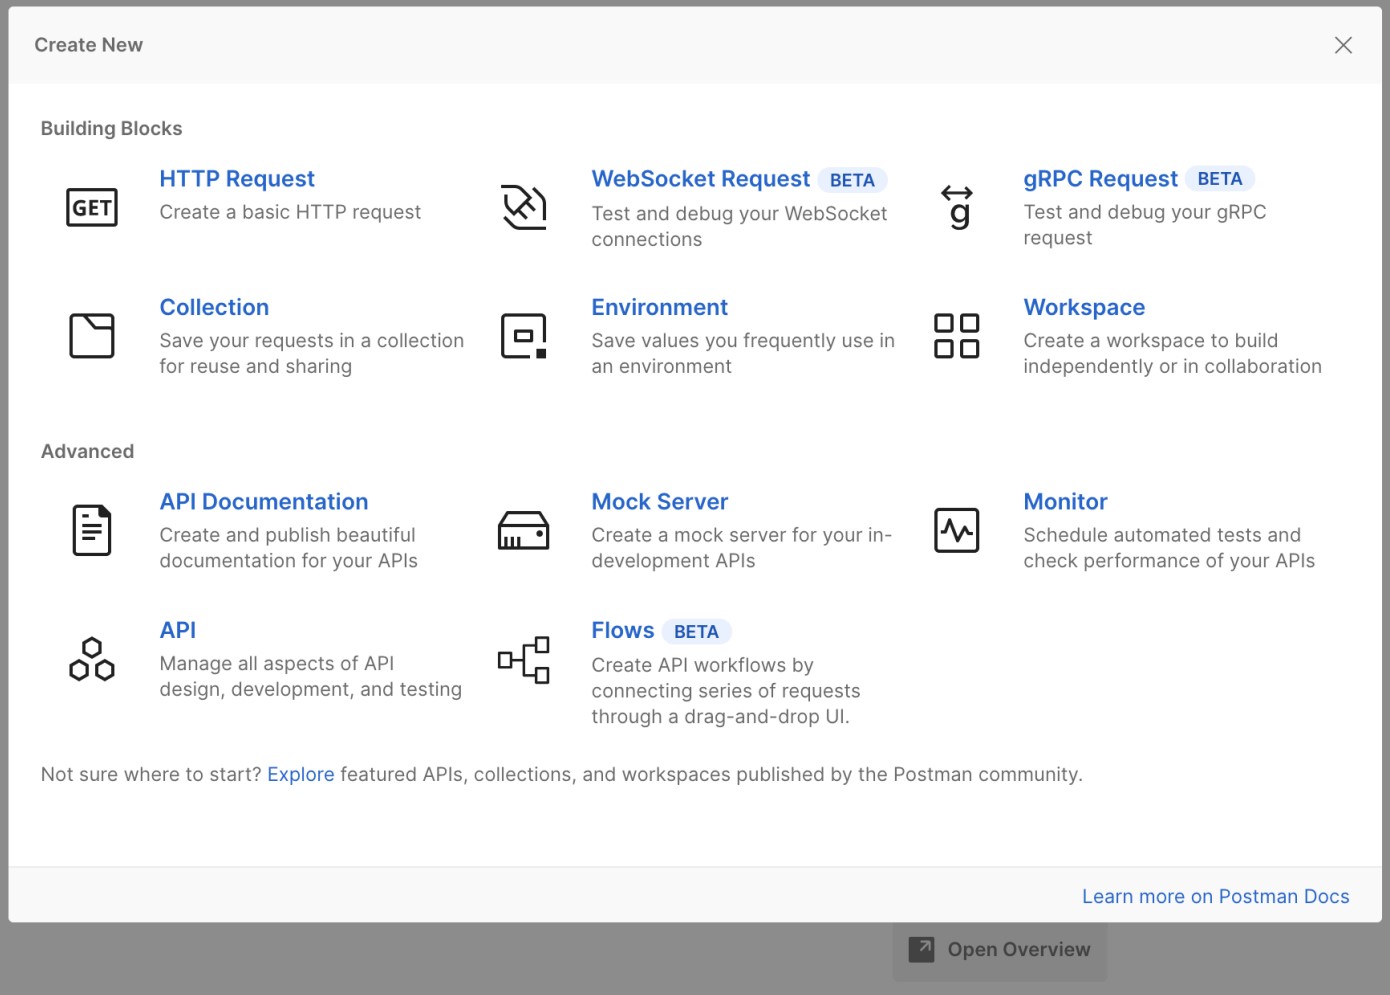 Create New
Building Blocks
GET
HTTP Request
Create a basic HTTP request
WebSocket Request BETA
Test and debug your WebSocket
connections
g
gRPC Request BETA
Test and debug your gRPC
request
Collection
Save your requests in a collection
for reuse and sharing
Environment
Save values you frequently use in
an environment
Workspace
Create a workspace to build
independently or in collaboration
Advanced
API Documentation
Create and publish beautiful
documentation for your APIs
Mock Server
Create a mock server for your in-
development APIs
Monitor
Schedule automated tests and
check performance of your APIs
API
Manage all aspects of API
design, development, and testing
Flows BETA
Create API workflows by
connecting series of requests
through a drag-and-drop UI.
Not sure where to start? Explore featured APIs, collections, and workspaces published by the Postman community.
Learn more on Postman Docs
Open Overview